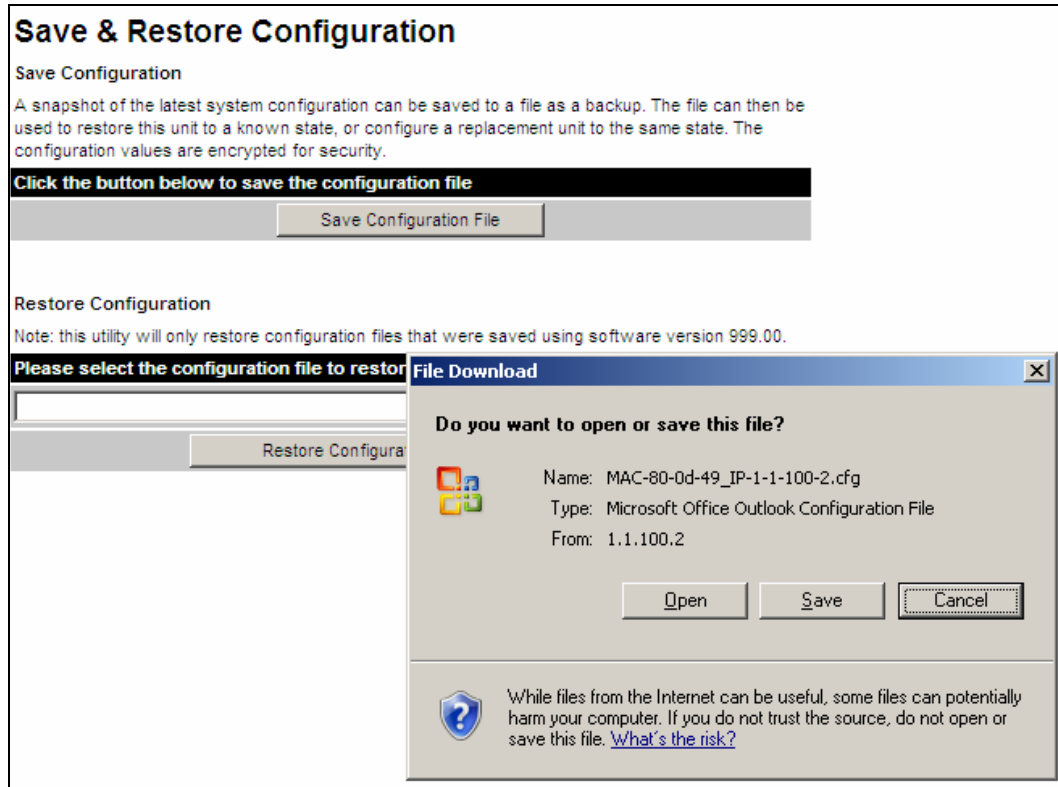 Save & Restore Configuration
Save Configuration
A snapshot of the latest system configuration can be saved to a file as a backup. The file can then be
used to restore this unit to a known state, or configure a replacement unit to the same state. The
configuration values are encrypted for security.
Click the button below to save the configuration file
Save Configuration File
Restore Configuration
Note: this utility will only restore configuration files that were saved using software version 999.00.
Please select the configuration file to restor
Restore Configurat
File Download
Do you want to open or save this file?
Name: MAC-80-0d-49_IP-1-1-100-2.cfg
Type: Microsoft Office Outlook Configuration File
From: 1.1.100.2
Open Save Cancel
While files from the Internet can be useful, some files can potentially
harm your computer. If you do not trust the source, do not open or
save this file. What's the risk?